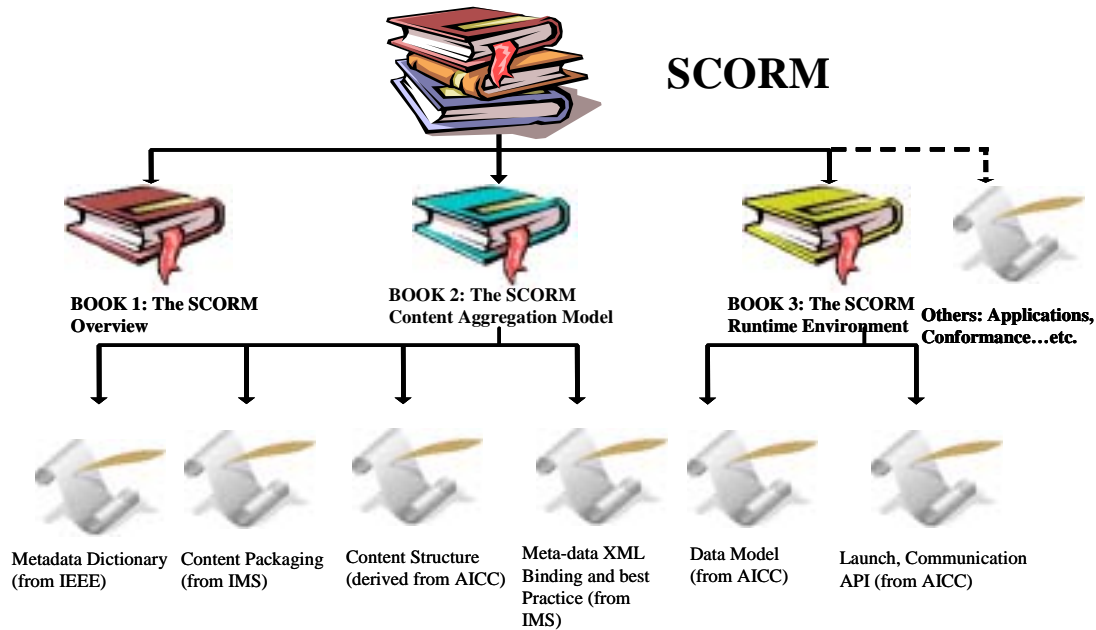 SCORM
BOOK 1: The SCORM
Overview
BOOK 2: The SCORM
Content Aggregation Model
BOOK 3: The SCORM
Runtime Environment
Others: Applications,
Conformance…etc.
Metadata Dictionary
(from IEEE)
Content Packaging
(from IMS)
Content Structure
(derived from AICC)
Meta-data XML
Binding and best
Practice (from
IMS)
Data Model
(from AICC)
Launch, Communication
API (from AICC)